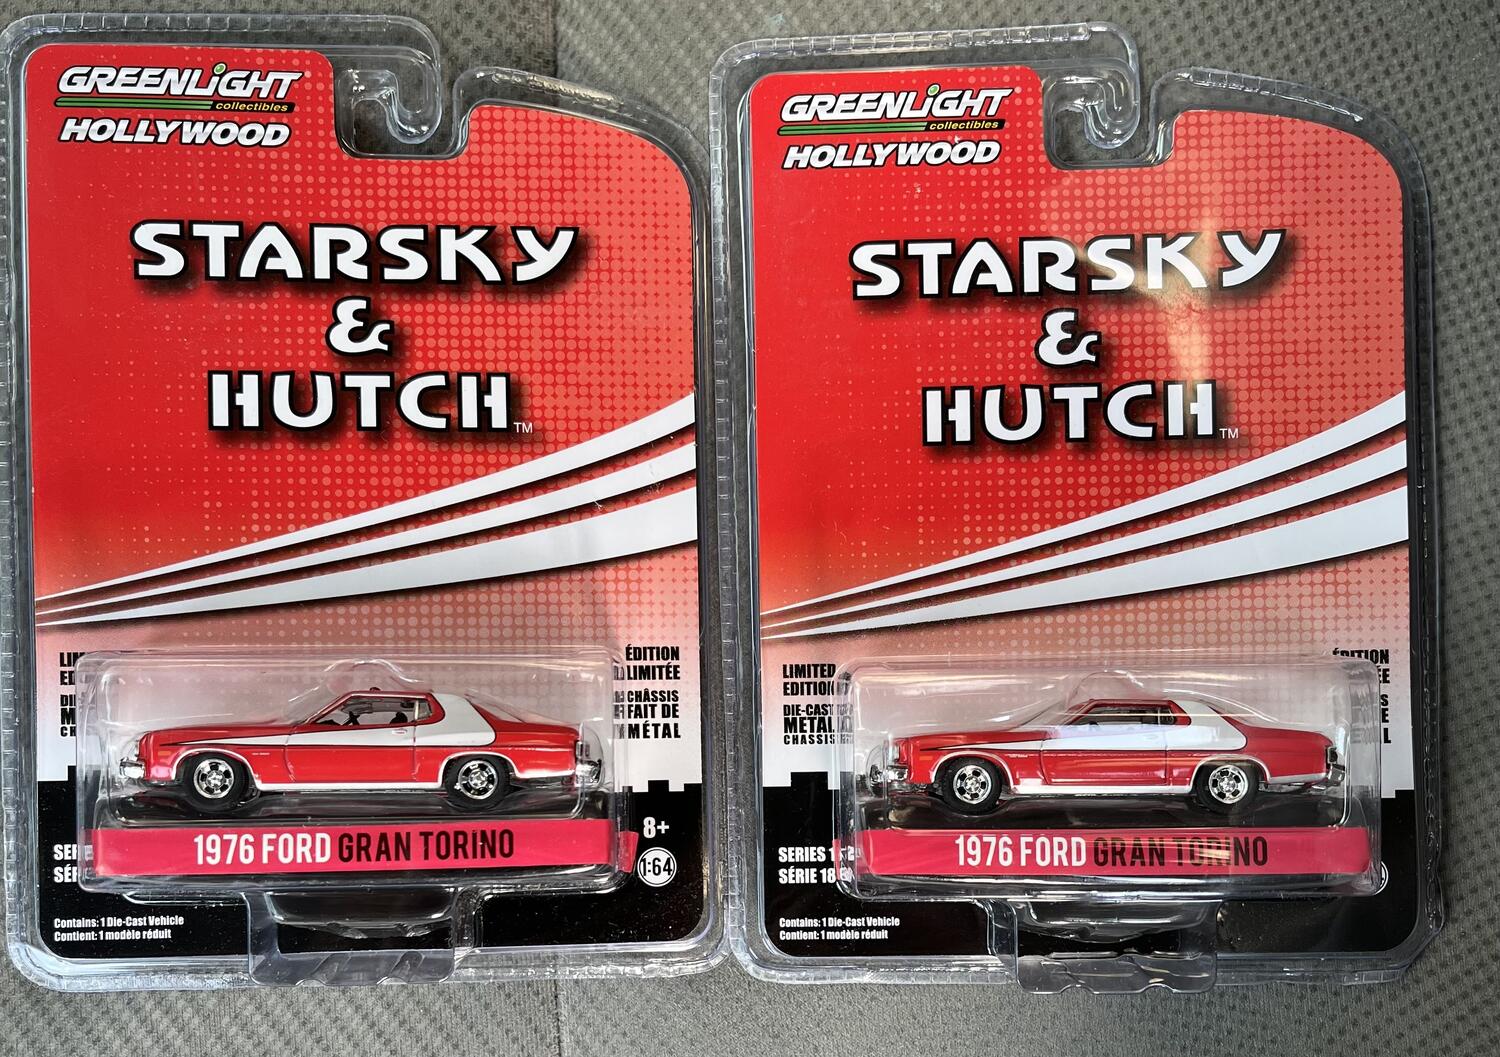 GREENLiGHT
collectibles
HOLLYWOOD
STARSKY
&
HUTCH
TM
ÉDITION
LIMITÉE
CHÂSSIS
FAIT DE
MÉTAL
1976 FORD GRAN TORINO
8+
1:64
Contains: 1 Die-Cast Vehicle
Contient: 1 modèle réduit
GREENLiGHT
collectibles
HOLLYWOOD
STARSKY
&
HUTCH
TM
LIMITED
EDITION
DIE-CAST
METAL
CHASSIS
1976 FORD GRAN TORINO
SERIES
SÉRIE 18
Contains: 1 Die-Cast Vehicle
Contient: 1 modèle réduit